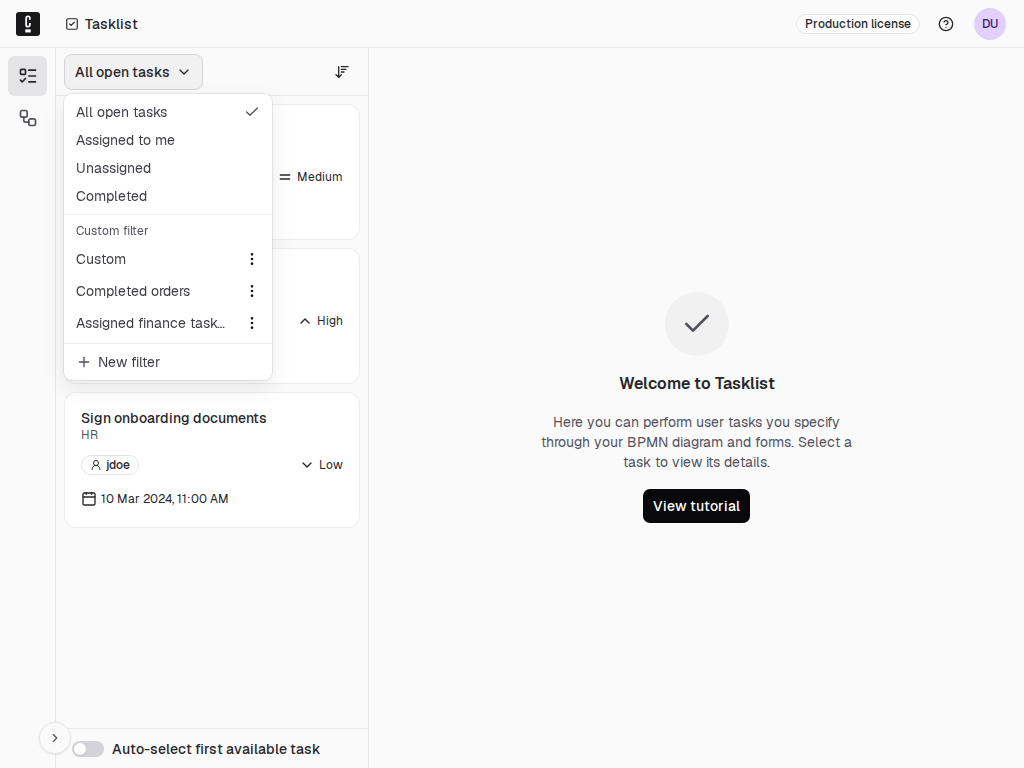 Tasklist
Production license
DU
All open tasks
All open tasks
Assigned to me
Unassigned
Completed
Custom filter
Custom
Completed orders
Assigned finance task...
New filter
Medium
High
Sign onboarding documents
HR
jdoe
Low
10 Mar 2024, 11:00 AM
Auto-select first available task
Welcome to Tasklist
Here you can perform user tasks you specify
through your BPMN diagram and forms. Select a
task to view its details.
View tutorial